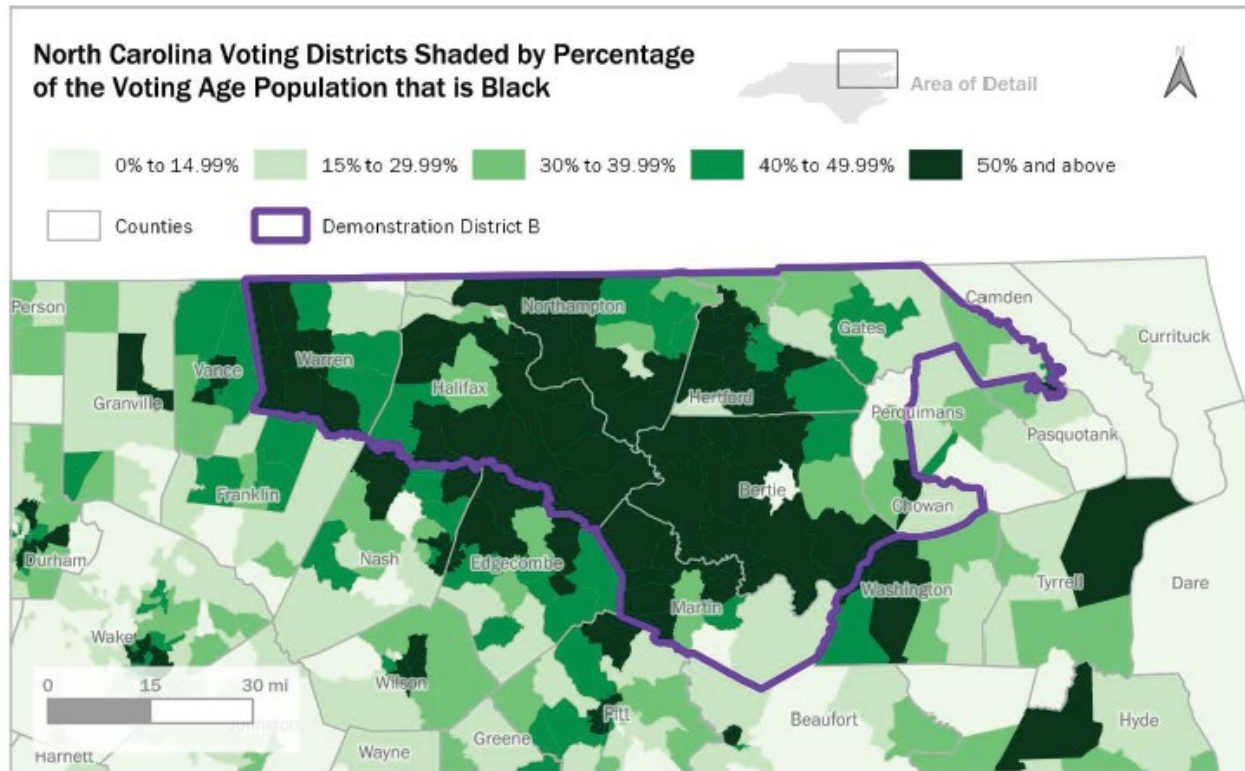 North Carolina Voting Districts Shaded by Percentage
of the Voting Age Population that is Black
N
Area of Detail
0% to 14.99%
15% to 29.99%
30% to 39.99%
40% to 49.99%
50% and above
Counties
Demonstration District B
Person
Granville
Vance
Warren
Halifax
Northampton
Hertford
Gates
Camden
Currituck
Perquimans
Pasquotank
Bertie
Chowan
Franklin
Nash
Edgecombe
Durham
Martin
Washington
Tyrrell
Dare
Wake
0 15 30 mi
Wilson
Johnston
Pitt
Beaufort
Hyde
Harnett
Wayne
Greene